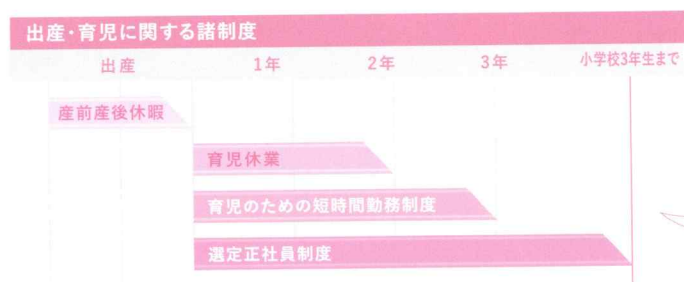 出産・育児に関する諸制度
出産 1年 2年 3年 小学校3年生まで
産前産後休暇
育児休業
育児のための短時間勤務制度
選定正社員制度